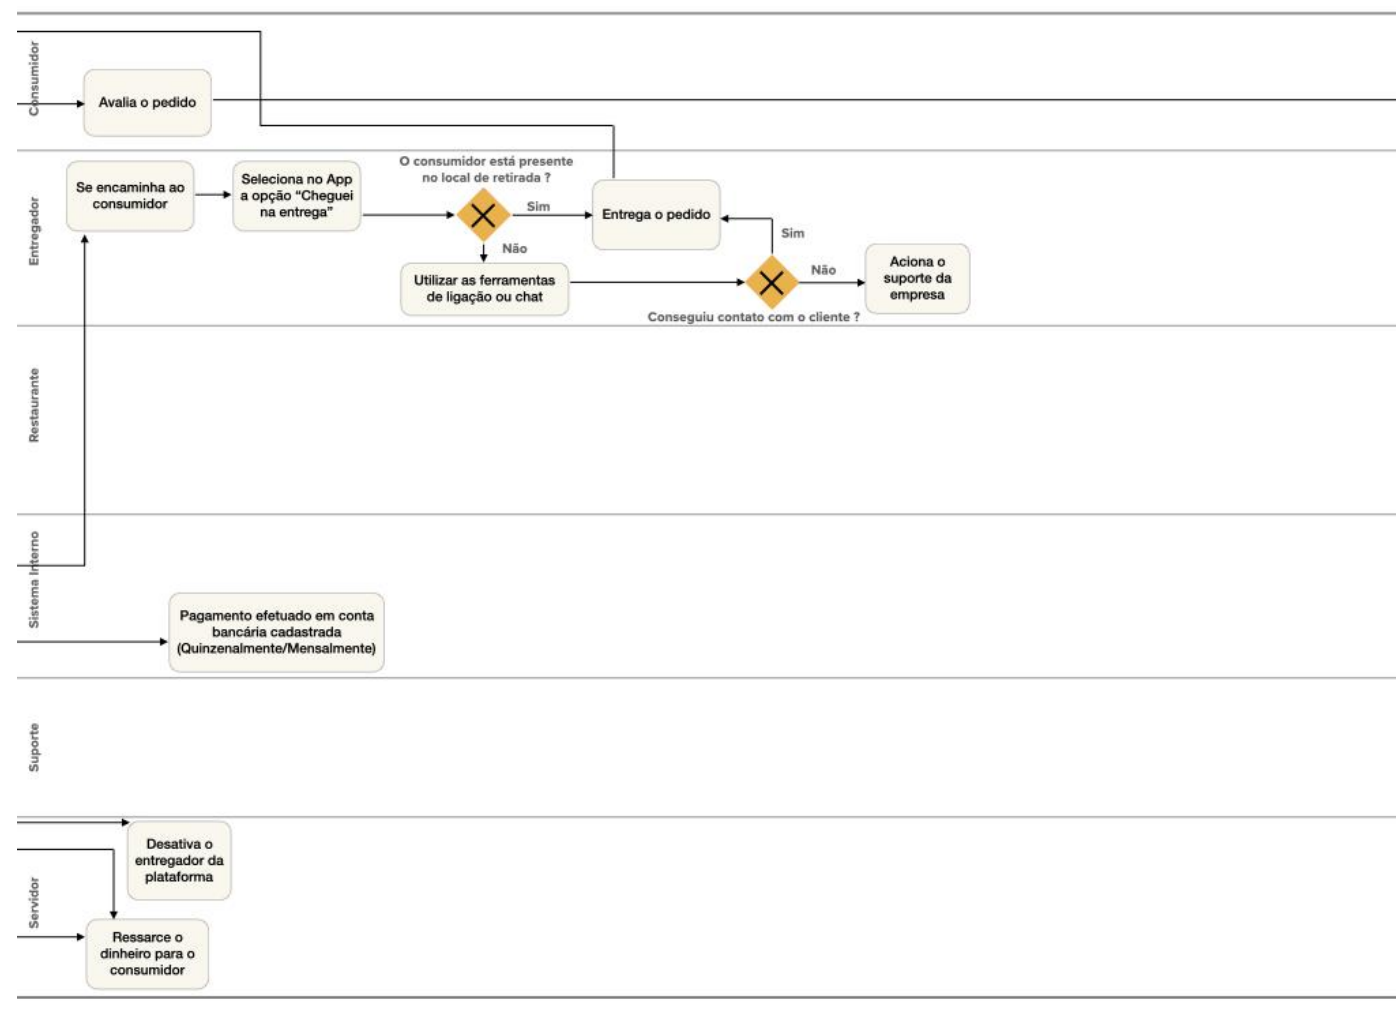 Consumidor
Avalia o pedido
Entregador
Se encaminha ao
consumidor
Seleciona no App
a opção “Cheguei
na entrega”
O consumidor está presente
no local de retirada ?
Sim
Não
Entrega o pedido
Utilizar as ferramentas
de ligação ou chat
Sim
Não
Conseguiu contato com o cliente ?
Aciona o
suporte da
empresa
Restaurante
Sistema Interno
Pagamento efetuado em conta
bancária cadastrada
(Quinzenalmente/Mensalmente)
Suporte
Servidor
Desativa o
entregador da
plataforma
Ressarce o
dinheiro para o
consumidor